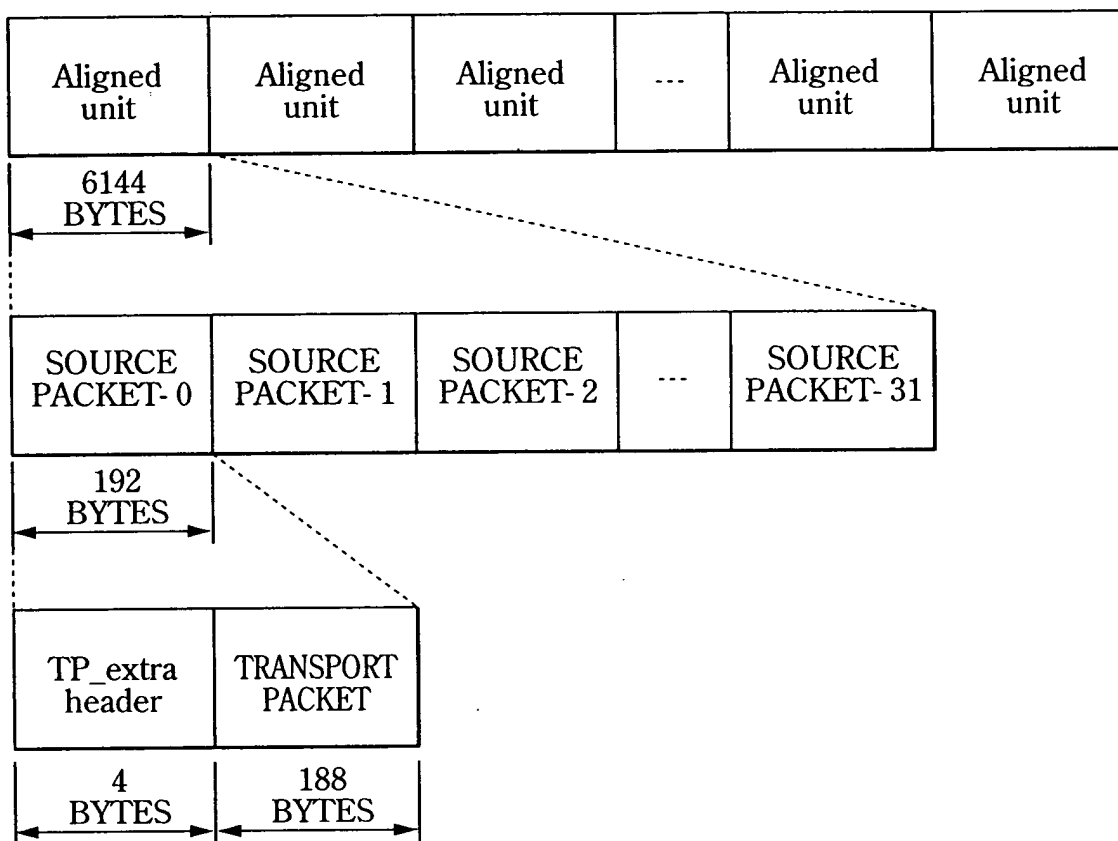 Aligned unit
Aligned unit
Aligned unit
---
Aligned unit
Aligned unit
6144 BYTES
SOURCE PACKET- 0
SOURCE PACKET- 1
SOURCE PACKET- 2
---
SOURCE PACKET- 31
192 BYTES
TP_extra header
TRANSPORT PACKET
4 BYTES
188 BYTES